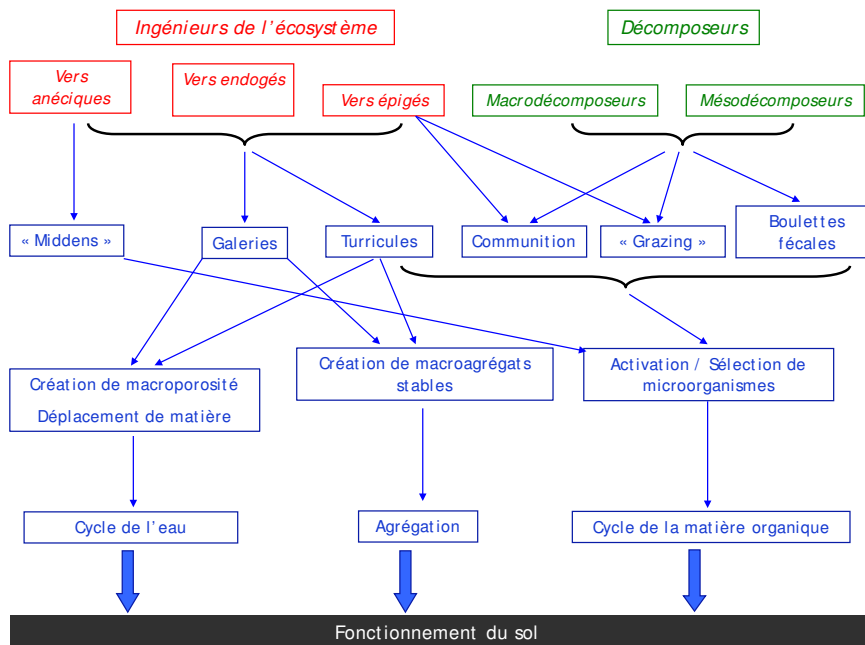 Ingénieurs de l'écosystème
Décomposeurs
Vers
anéciques
Vers endogés
Vers épigés
Macrodécomposeurs
Mésodécomposeurs
« Middens »
Galeries
Turricules
Communition
« Grazing »
Boulettes
fécales
Création de macroporosité
Déplacement de matière
Création de macroagrégats
stables
Activation / Sélection de
microorganismes
Cycle de l'eau
Agrégation
Cycle de la matière organique
Fonctionnement du sol